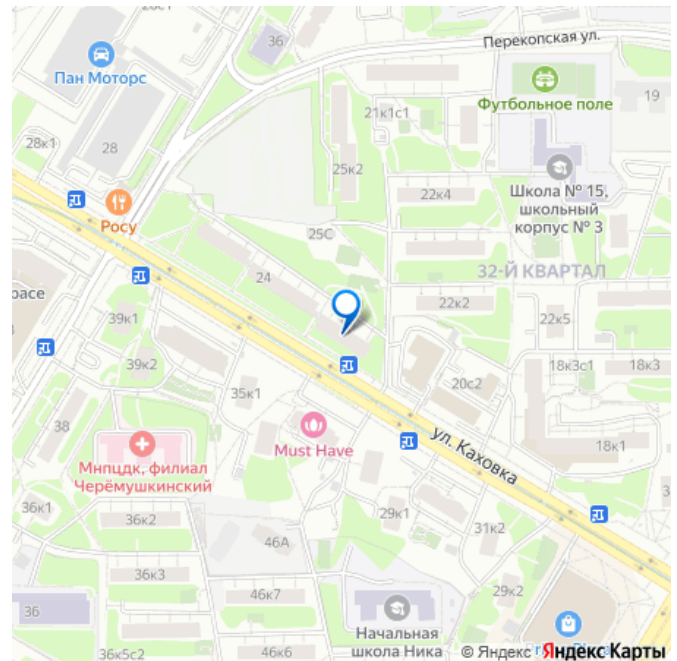 36
Перекопская ул.
Пан Моторс
Футбольное поле
19
21к1с1
28к1
28
25к2
Школа № 15,
школьный
корпус № 3
22к4
Росу
25С
32-Й КВАРТАЛ
24
22к2
39к1
22к5
39к2
18к3с1
18к3
20с2
35к1
38
ул. Каховка
Must Have
18к1
Мнпцдк, филиал
Черёмушкинский
36к1
36к2
29к1
31к2
46А
36к3
29к2
46к7
36
Начальная
школа Ника
36к5с2
46к6
© Яндекс Яндекс Карты